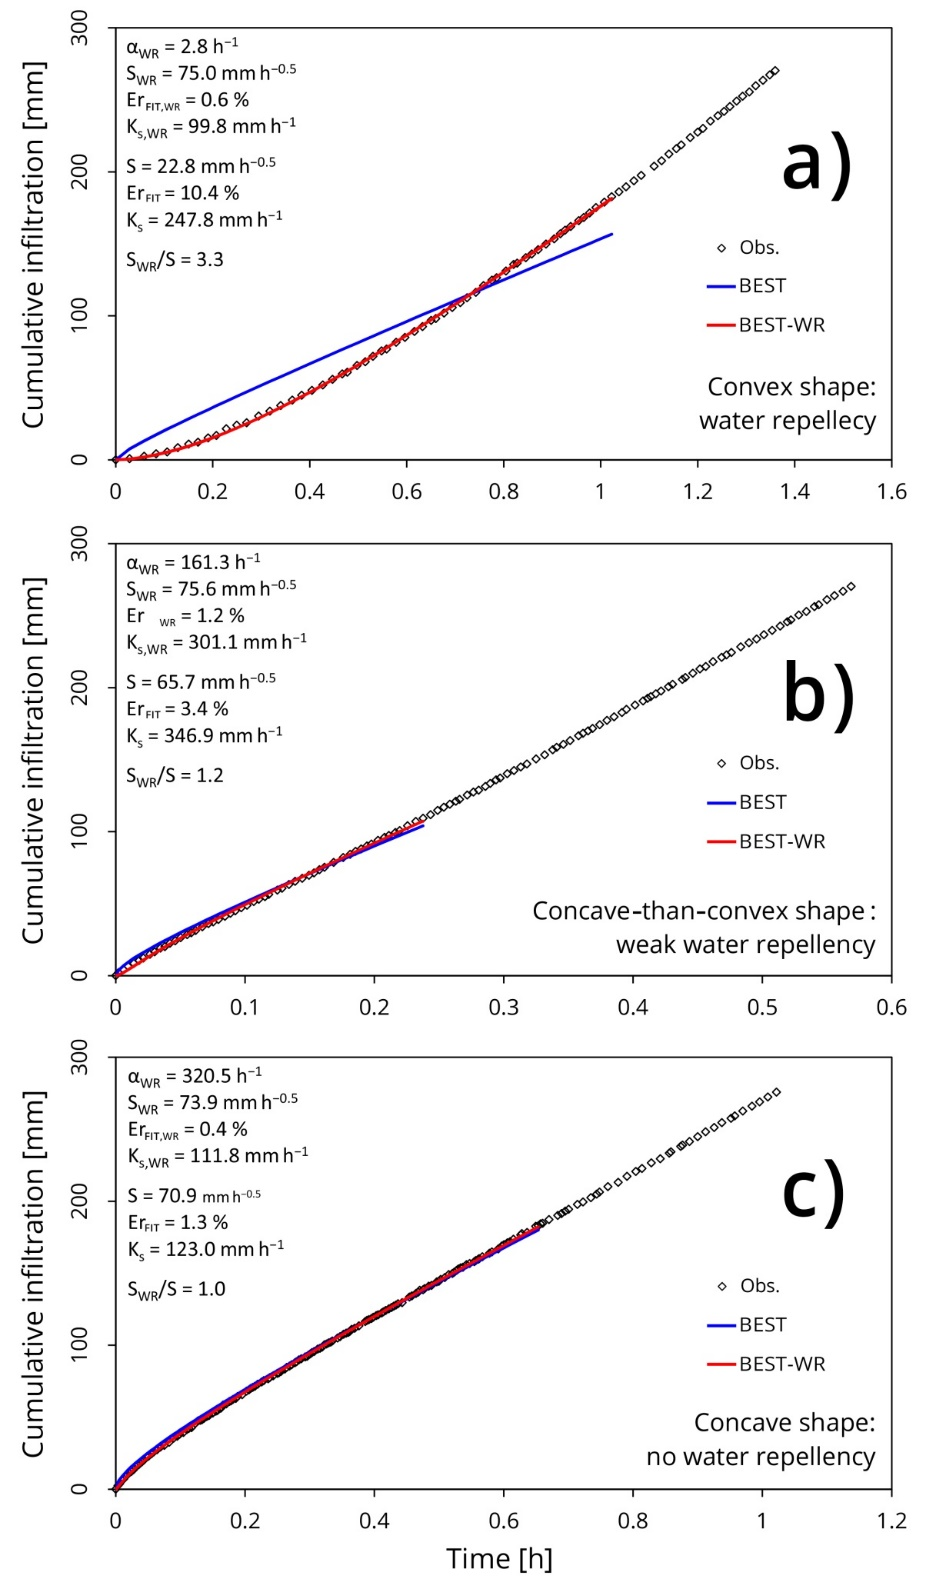 300
200
100
0
Cumulative infiltration [mm]
αWR = 2.8 h−1
SWR = 75.0 mm h−0.5
ErFIT,WR = 0.6 %
Ks,WR = 99.8 mm h−1
S = 22.8 mm h−0.5
ErFIT = 10.4 %
Ks = 247.8 mm h−1
SWR/S = 3.3
a)
Obs.
BEST
BEST-WR
Convex shape:
water repellecy
0 0.2 0.4 0.6 0.8 1 1.2 1.4 1.6
300
200
100
0
Cumulative infiltration [mm]
αWR = 161.3 h−1
SWR = 75.6 mm h−0.5
Er WR = 1.2 %
Ks,WR = 301.1 mm h−1
S = 65.7 mm h−0.5
ErFIT = 3.4 %
Ks = 346.9 mm h−1
SWR/S = 1.2
b)
Obs.
BEST
BEST-WR
Concave-than-convex shape :
weak water repellency
0 0.1 0.2 0.3 0.4 0.5 0.6
300
200
100
0
Cumulative infiltration [mm]
αWR = 320.5 h−1
SWR = 73.9 mm h−0.5
ErFIT,WR = 0.4 %
Ks,WR = 111.8 mm h−1
S = 70.9 mm h−0.5
ErFIT = 1.3 %
Ks = 123.0 mm h−1
SWR/S = 1.0
c)
Obs.
BEST
BEST-WR
Concave shape:
no water repellency
0 0.2 0.4 0.6 0.8 1 1.2
Time [h]